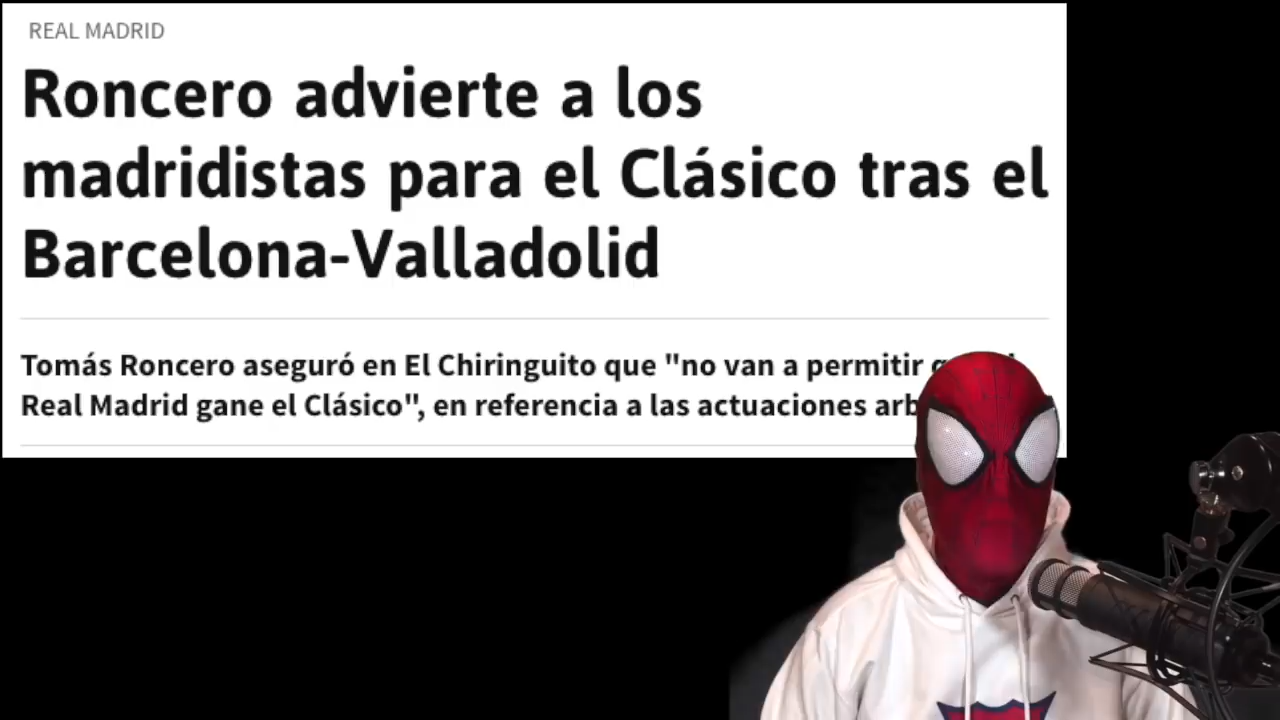 REAL MADRID
Roncero advierte a los
madridistas para el Clásico tras el
Barcelona-Valladolid
Tomás Roncero aseguró en El Chiringuito que "no van a permitir
Real Madrid gane el Clásico", en referencia a las actuaciones